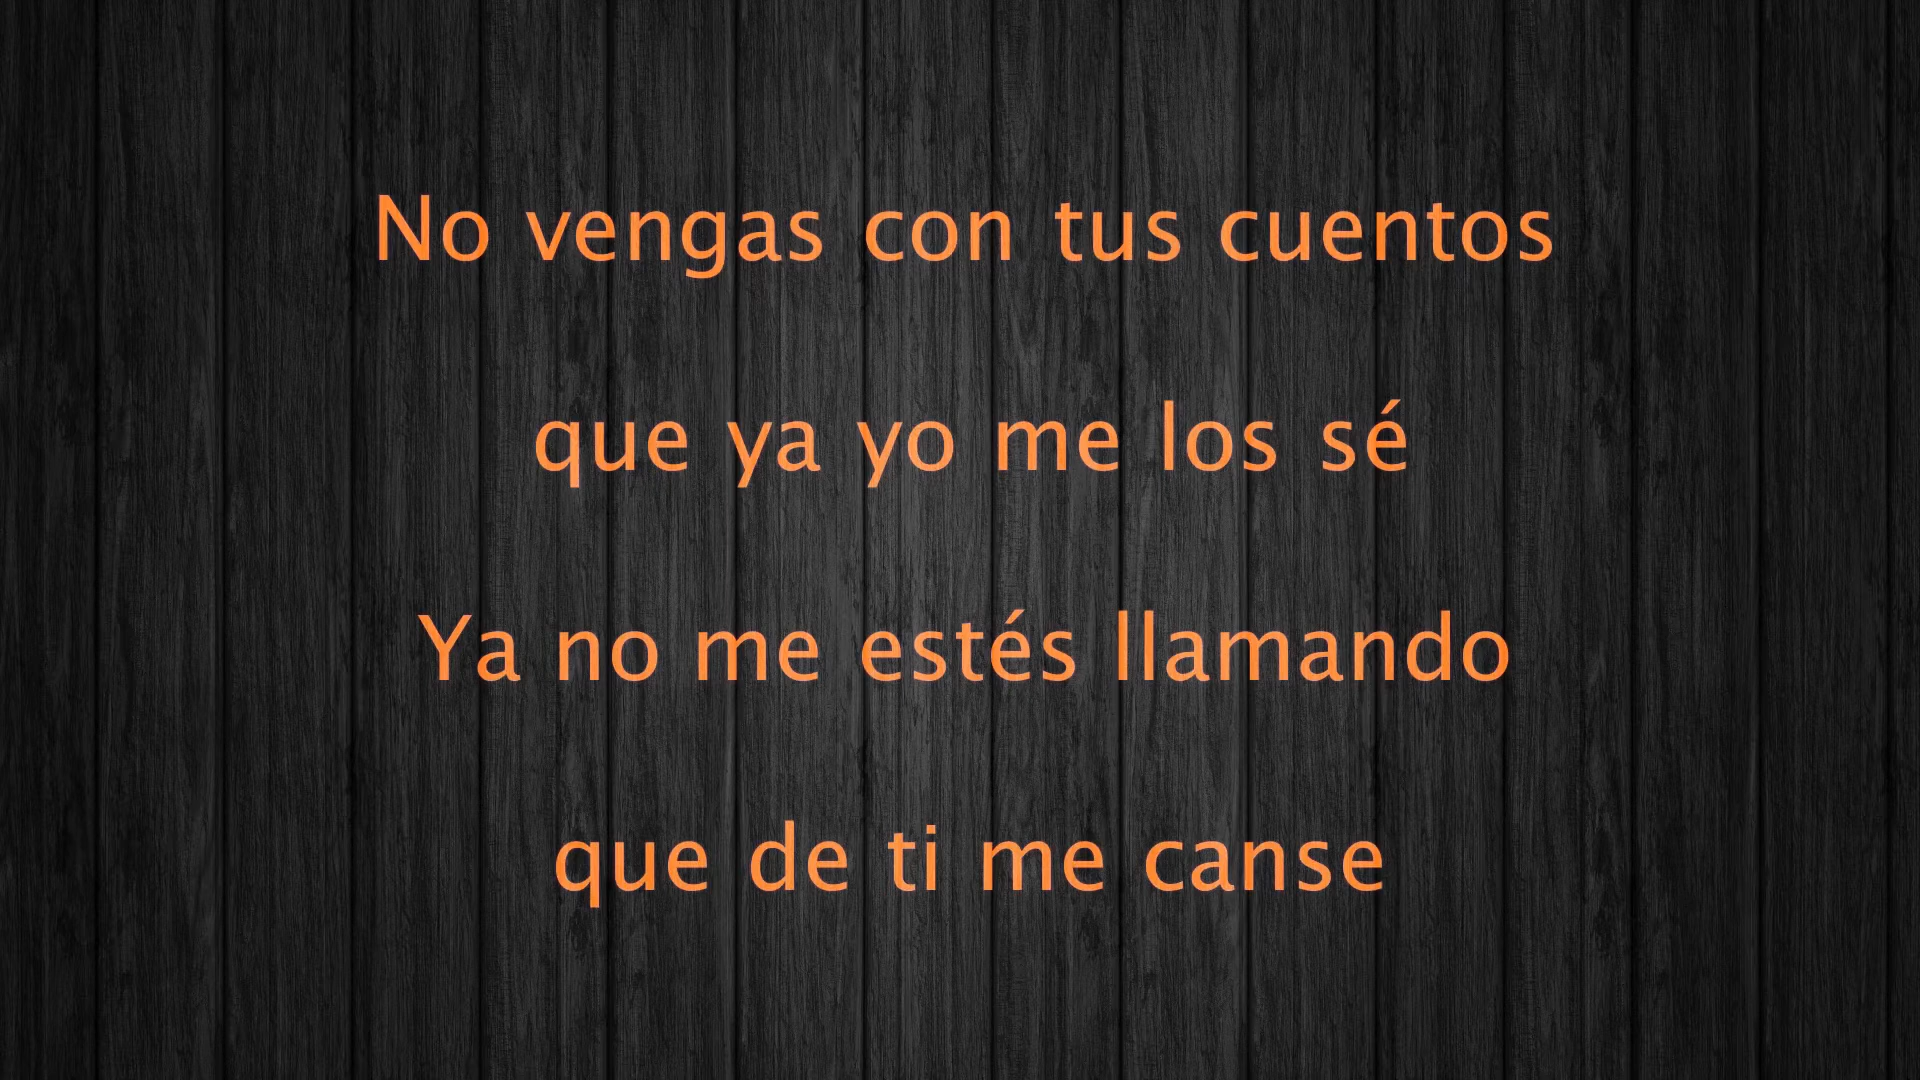 No vengas con tus cuentos
que ya yo me los sé
Ya no me estés llamando
que de ti me canse